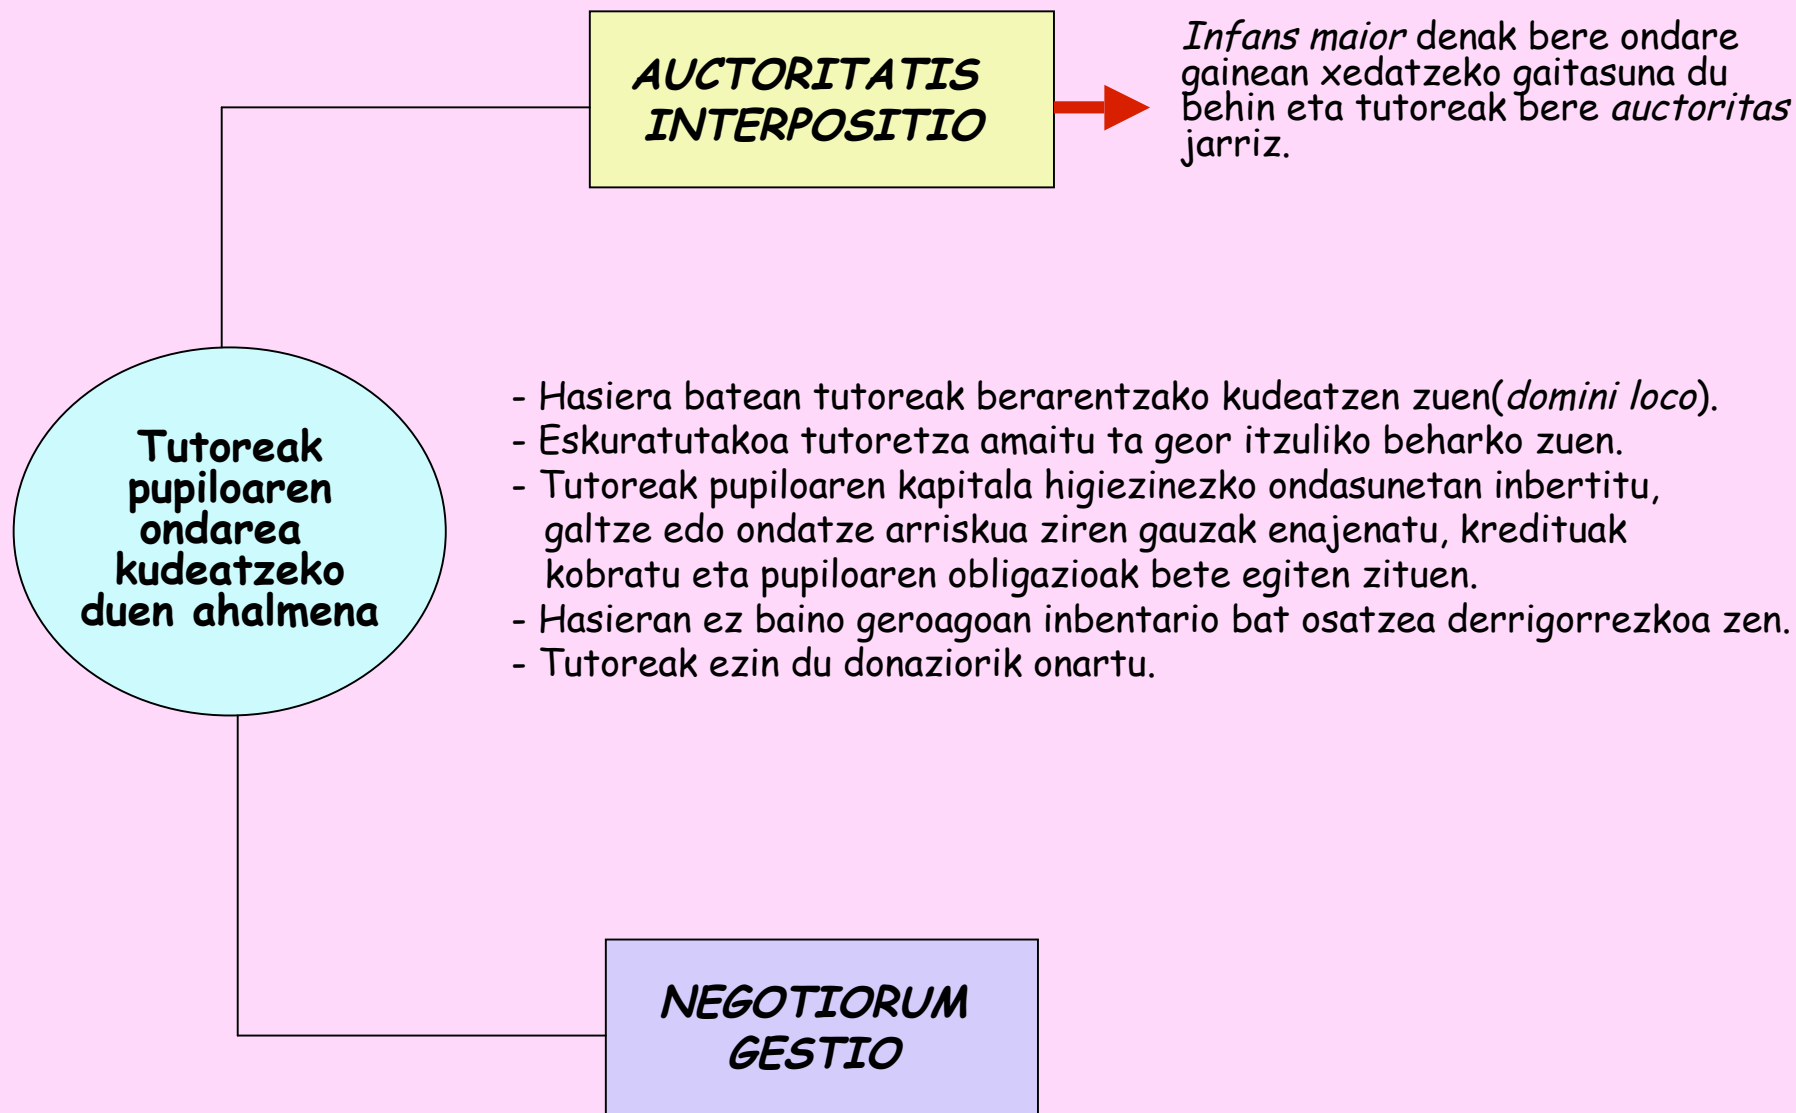 AUCTORITATIS
INTERPOSITIO
Infans maior denak bere ondare
gainean xedatzeko gaitasuna du
behin eta tutoreak bere auctoritas
jarriz.
Tutoreak
pupiloaren
ondarea
kudeatzeko
duen ahalmena
- Hasiera batean tutoreak berarentzako kudeatzen zuen(domini loco).
- Eskuratutakoa tutoretza amaitu ta geor itzuliko beharko zuen.
- Tutoreak pupiloaren kapitala higiezinezko ondasunetan inbertitu,
galtze edo ondatze arriskua ziren gauzak enajenatu, kredituak
kobratu eta pupiloaren obligazioak bete egiten zituen.
- Hasieran ez baino geroagoan inbentario bat osatzea derrigorrezkoa zen.
- Tutoreak ezin du donaziorik onartu.
NEGOTIORUM
GESTIO